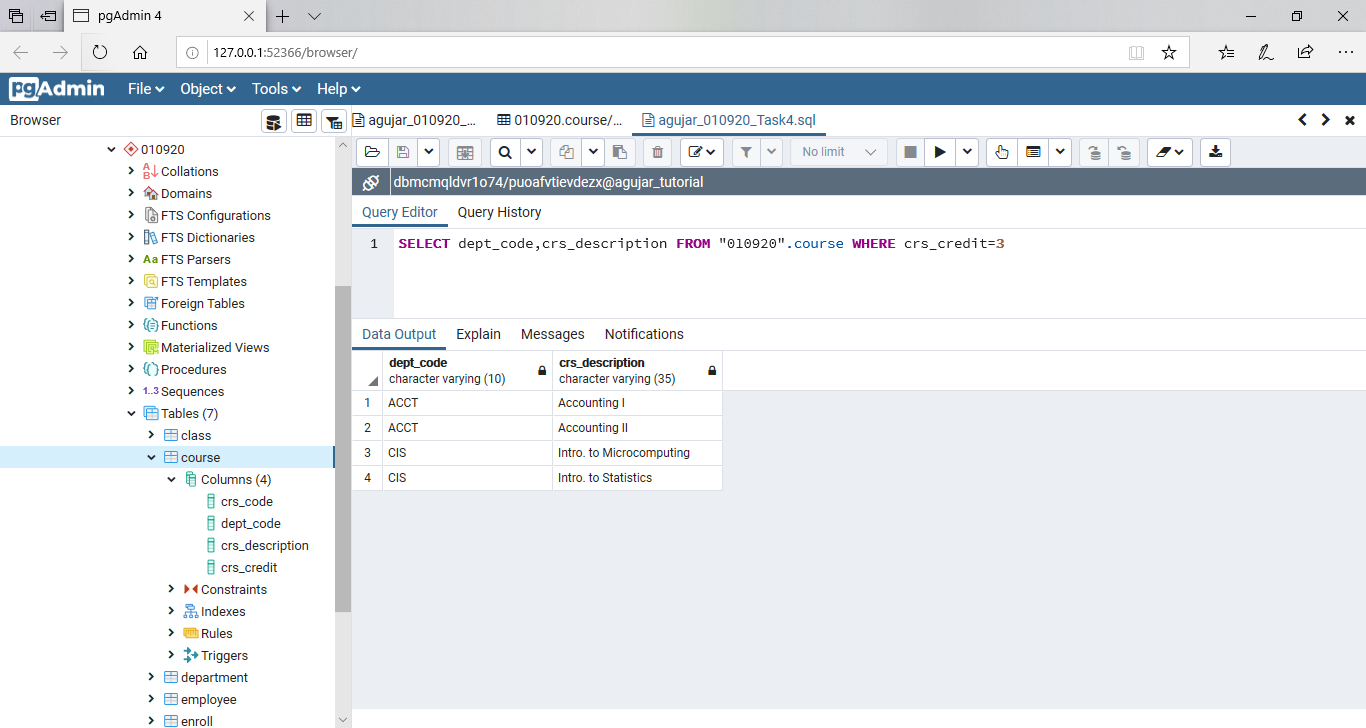 pgAdmin 4
127.0.0.1:52366/browser/
pgAdmin
File
Object
Tools
Help
Browser
agujar_010920_...
010920.course/...
agujar_010920_Task4.sql
010920
Collations
Domains
FTS Configurations
FTS Dictionaries
Aa FTS Parsers
FTS Templates
Foreign Tables
Functions
Materialized Views
Procedures
1..3 Sequences
Tables (7)
class
course
Columns (4)
crs_code
dept_code
crs_description
crs_credit
Constraints
Indexes
Rules
Triggers
department
employee
enroll
No limit
dbmcmqldvr1o74/puoafvtievdezx@agujar_tutorial
Query Editor
Query History
1 SELECT dept_code,crs_description FROM "010920".course WHERE crs_credit=3
Data Output
Explain
Messages
Notifications
dept_code
character varying (10)
crs_description
character varying (35)
1 ACCT Accounting I
2 ACCT Accounting II
3 CIS Intro. to Microcomputing
4 CIS Intro. to Statistics